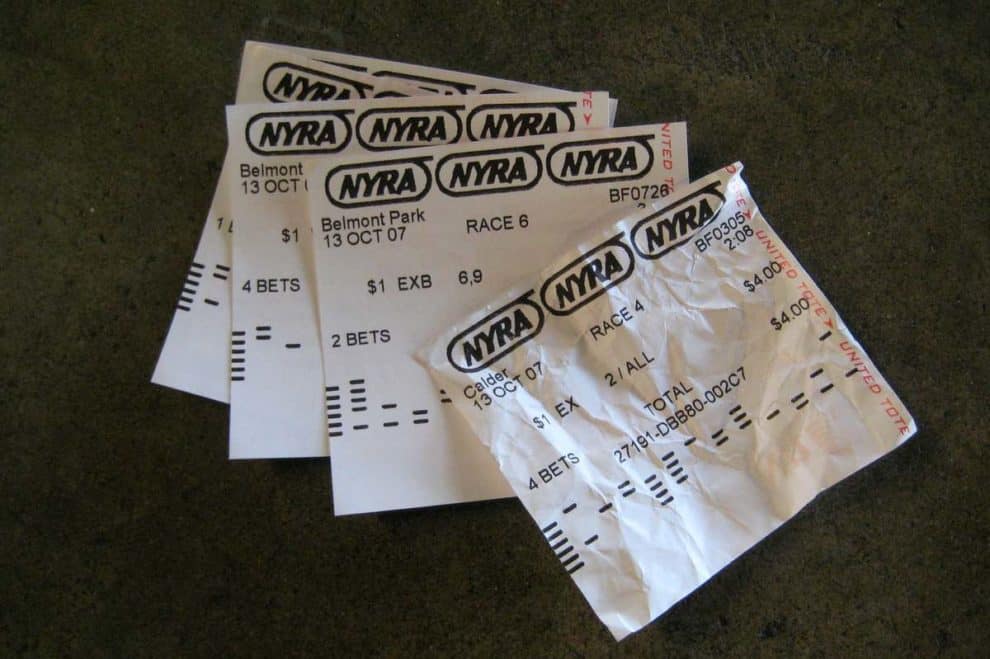 NYRA
NYRA NYRA NYRA
Belmont
13 OCT
$1
4 BETS
NYRA NYRA NYRA
Belmont Park RACE 6 BF0726
13 OCT 07
$1 EXB 6,9
2 BETS
NYRA NYRA NYRA
Calder RACE 4 BF0305
13 OCT 07 2:08
$1 EX 2 / ALL $4.00
TOTAL $4.00
4 BETS 27191-DBB80-002C7
UNITED TOTE UNITED TOTE